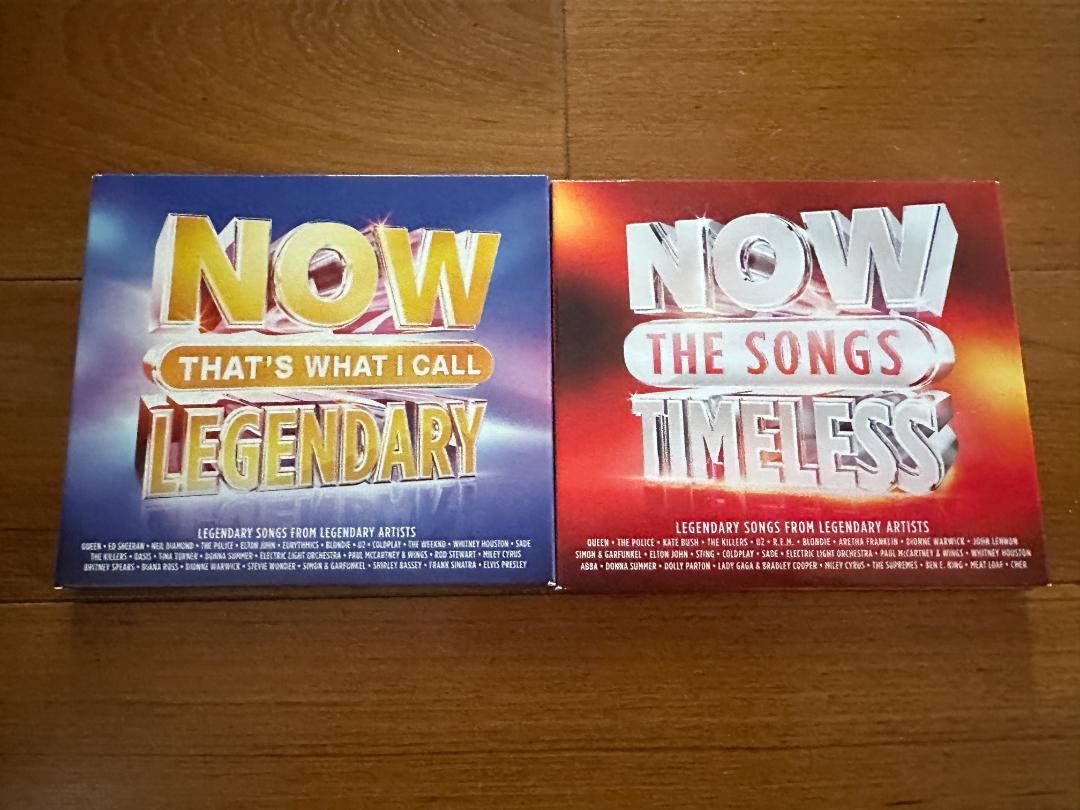 NOW
THAT'S WHAT I CALL
LEGENDARY
LEGENDARY SONGS FROM LEGENDARY ARTISTS
QUEEN • ED SHEERAN • NEIL DIAMOND • THE POLICE • ELTON JOHN • EURYTHMICS • BLONDIE • U2 • COLDPLAY • THE WEEKND • WHITNEY HOUSTON • SADE
THE KILLERS • OASIS • TINA TURNER • DONNA SUMMER • ELECTRIC LIGHT ORCHESTRA • PAUL McCARTNEY & WINGS • ROD STEWART • MILEY CYRUS
BRITNEY SPEARS • DIANA ROSS • DIONNE WARWICK • STEVIE WONDER • SIMON & GARFUNKEL • SHIRLEY BASSEY • FRANK SINATRA • ELVIS PRESLEY
NOW
THE SONGS
TIMELESS
LEGENDARY SONGS FROM LEGENDARY ARTISTS
QUEEN • THE POLICE • KATE BUSH • THE KILLERS • U2 • R.E.M. • BLONDIE • ARETHA FRANKLIN • DIONNE WARWICK • JOHN LENNON
SIMON & GARFUNKEL • ELTON JOHN • STING • COLDPLAY • SADE • ELECTRIC LIGHT ORCHESTRA • PAUL McCARTNEY & WINGS • WHITNEY HOUSTON
ABBA • DONNA SUMMER • DOLLY PARTON • LADY GAGA & BRADLEY COOPER • MILEY CYRUS • THE SUPREMES • BEN E. KING • MEAT LOAF • CHER